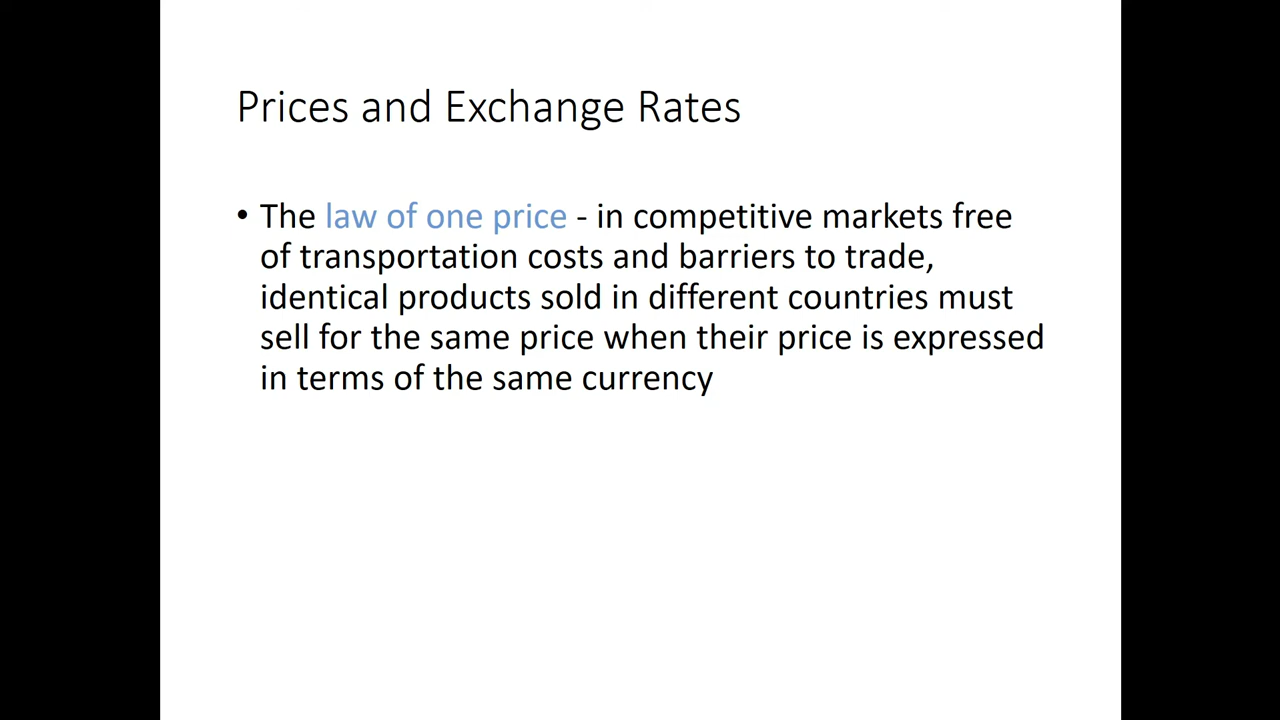 Prices and Exchange Rates
• The law of one price - in competitive markets free
of transportation costs and barriers to trade,
identical products sold in different countries must
sell for the same price when their price is expressed
in terms of the same currency